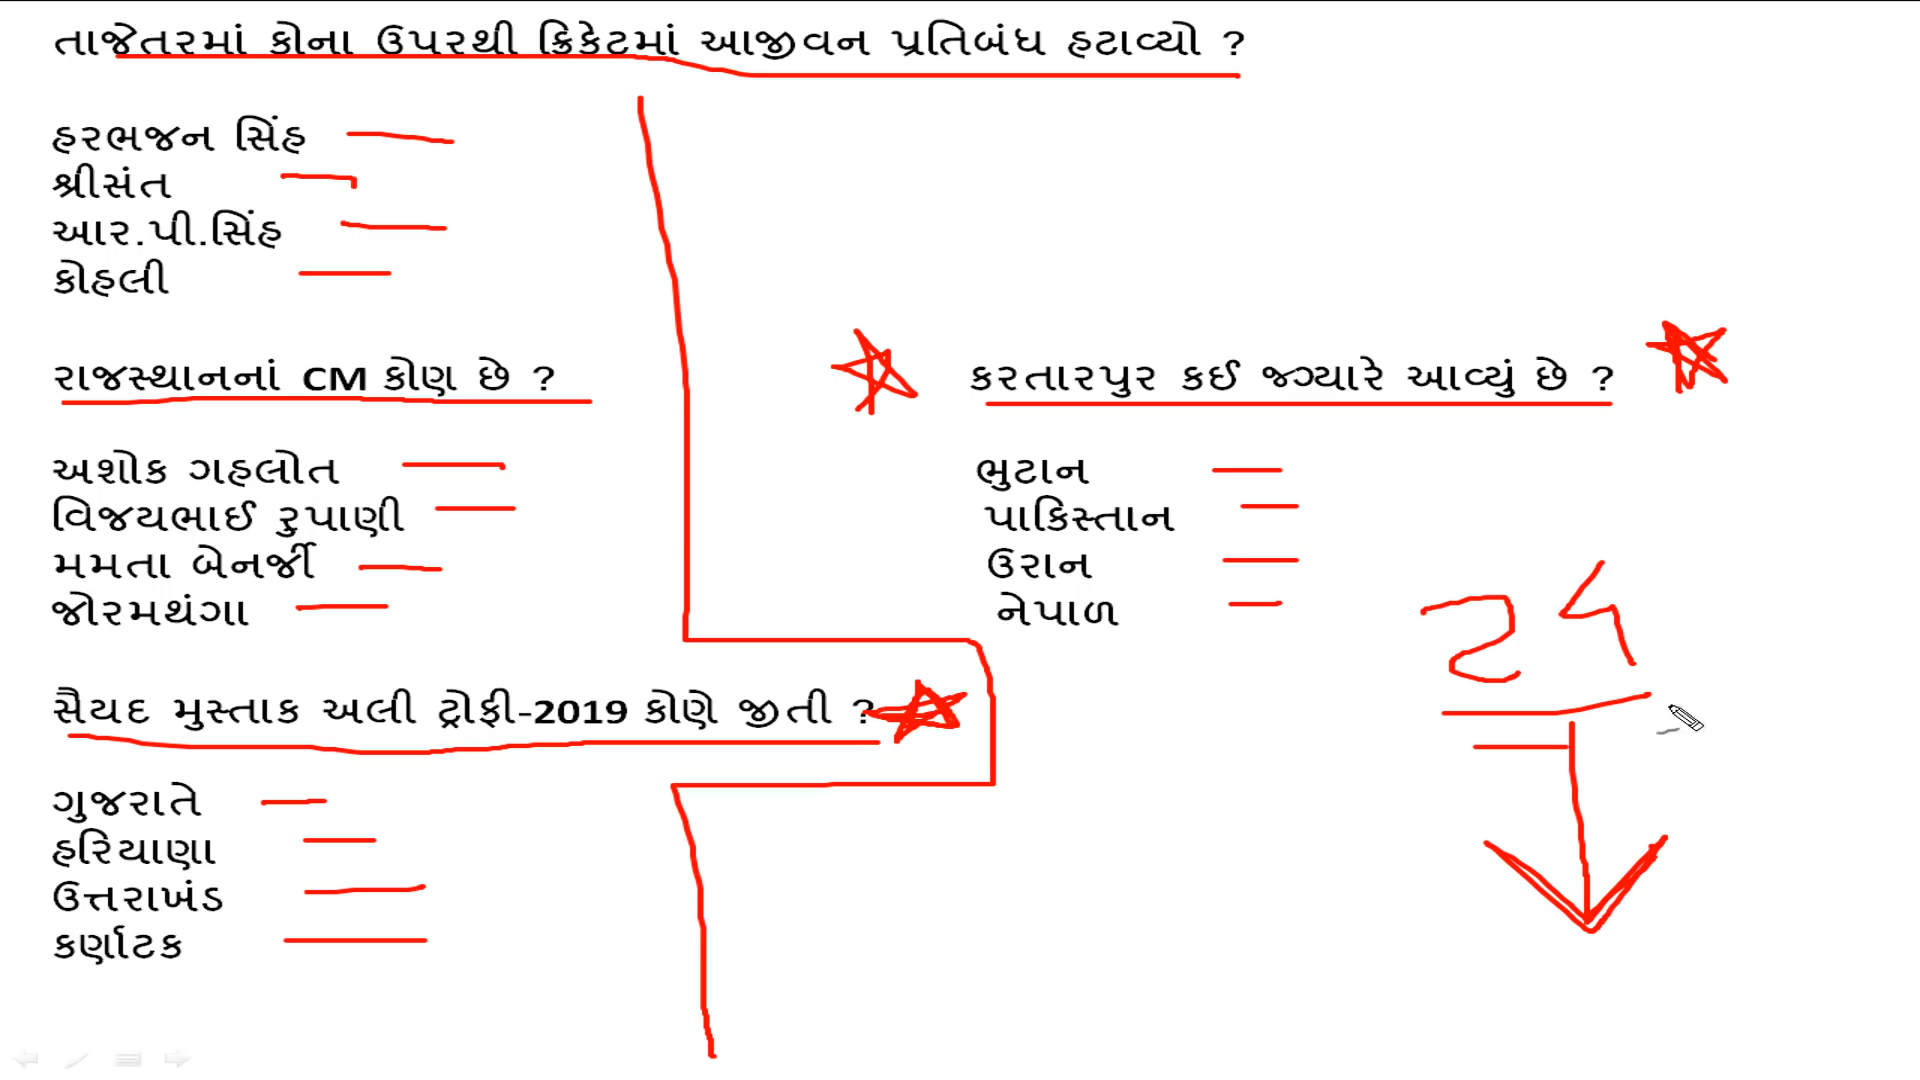 તાજેતરમાં કોના ઉપરથી ક્રિકેટમાં આજીવન પ્રતિબંધ હટાવ્યો ?
હરભજન સિંહ
શ્રીસંત
આર.પી.સિંહ
કોહલી
રાજસ્થાનનાં CM કોણ છે ?
અશોક ગહલોત
વિજયભાઈ રુપાણી
મમતા બેનર્જી
જોરમથંગા
સૈયદ મુસ્તાક અલી ટ્રોફી-2019 કોણે જીતી ?
ગુજરાતે
હરિયાણા
ઉત્તરાખંડ
કર્ણાટક
કરતારપુર કઈ જ્ગ્યારે આવ્યું છે ?
ભુટાન
પાકિસ્તાન
ઉરાન
નેપાળ